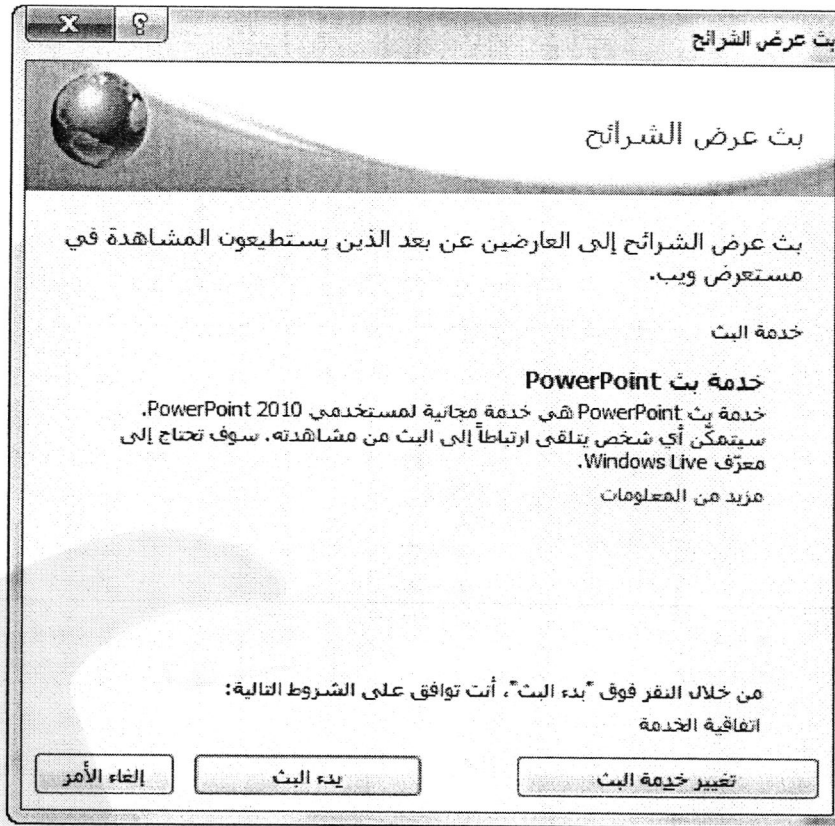 بث عرض الشرائح
بث عرض الشرائح
بث عرض الشرائح إلى العارضين عن بعد الذين يستطيعون المشاهدة في
مستعرض ويب.
خدمة البث
خدمة بث PowerPoint
خدمة بث PowerPoint هي خدمة مجانية لمستخدمي PowerPoint 2010.
سيتمكّن أي شخص يتلقى ارتباطاً إلى البث من مشاهدته. سوف تحتاج إلى
معرّف Windows Live.
مزيد من المعلومات
من خلال النقر فوق "بدء البث"، أنت توافق على الشروط التالية:
اتفاقية الخدمة
تغيير خدمة البث
بدء البث
إلغاء الأمر